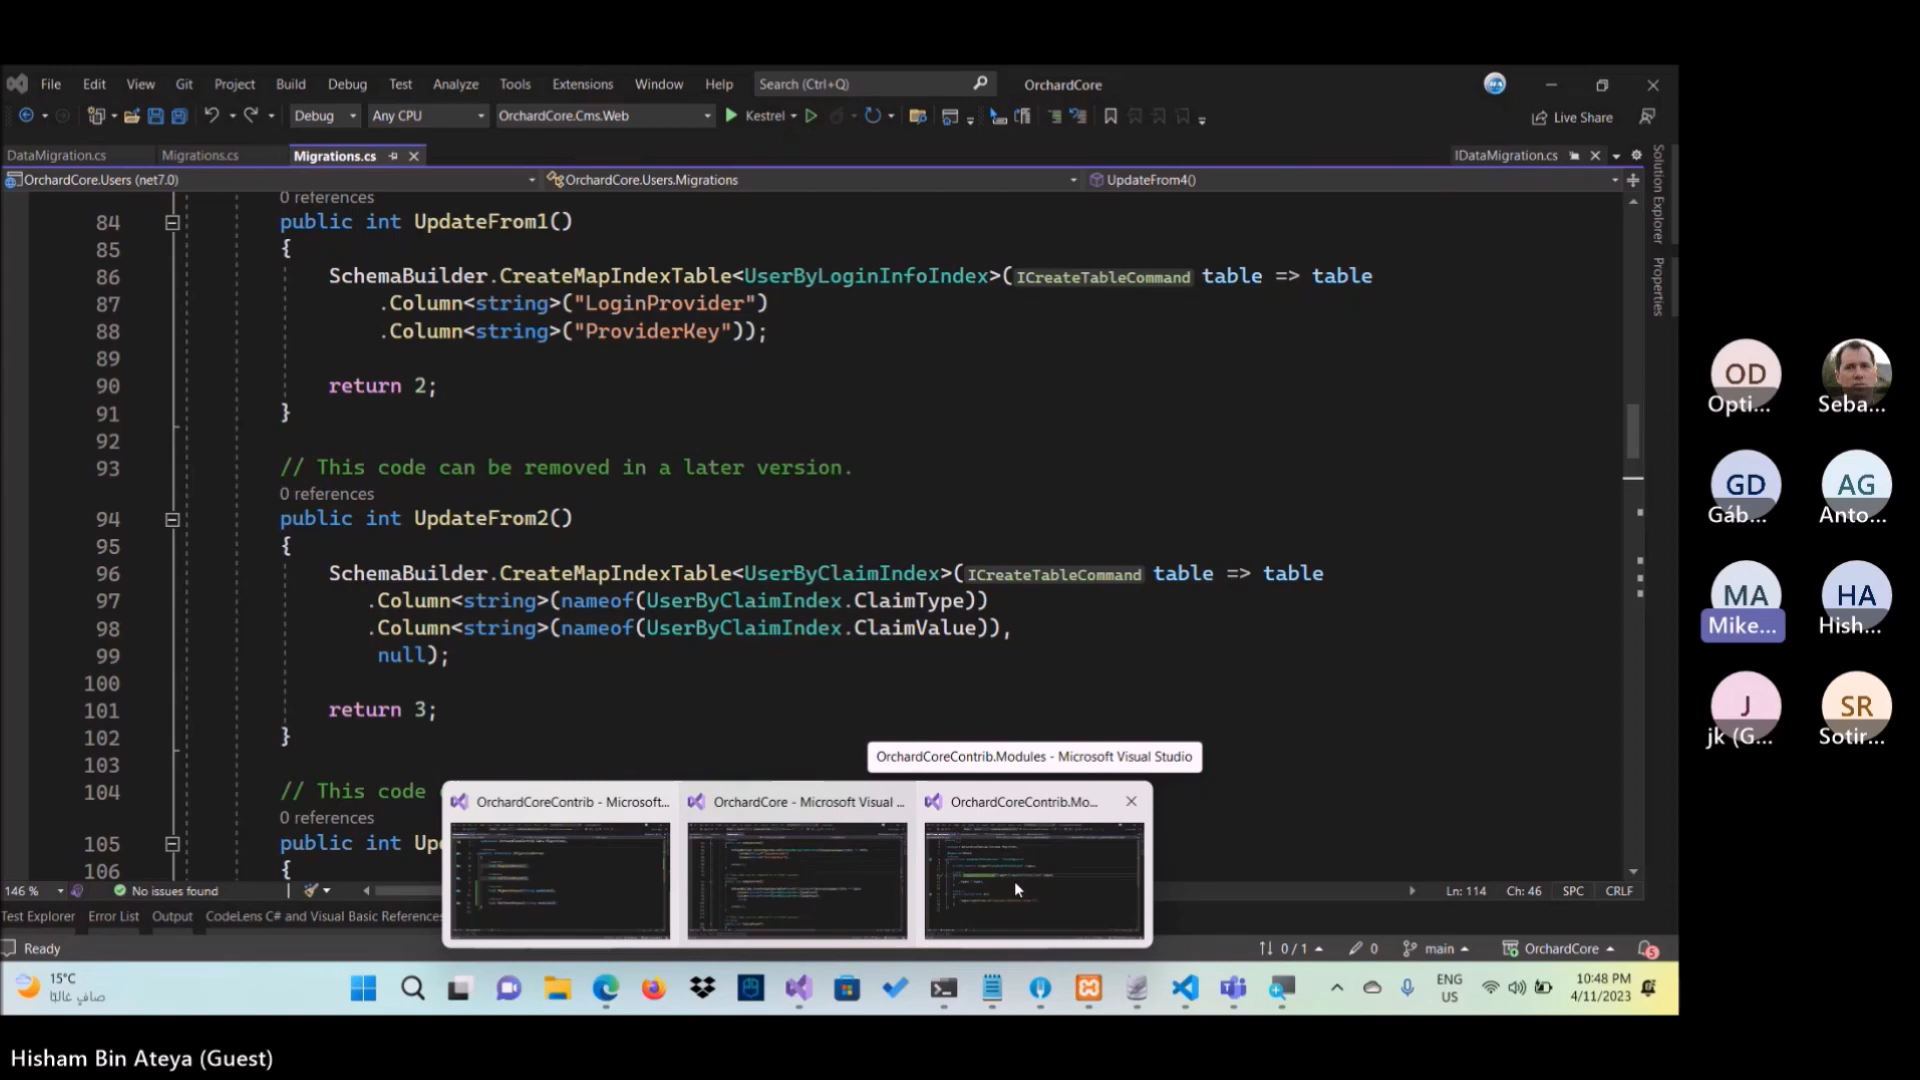 File Edit View Git Project Build Debug Test Analyze Tools Extensions Window Help Search (Ctrl+Q) OrchardCore
Debug Any CPU OrchardCore.Cms.Web Kestrel Live Share
DataMigration.cs Migrations.cs Migrations.cs IDataMigration.cs
OrchardCore.Users (net7.0) OrchardCore.Users.Migrations UpdateFrom4()
Solution Explorer
Properties
0 references
84 public int UpdateFrom1()
85 {
86 SchemaBuilder.CreateMapIndexTable<UserByLoginInfoIndex>(ICreateTableCommand table => table
87 .Column<string>("LoginProvider")
88 .Column<string>("ProviderKey"));
89
90 return 2;
91 }
92
93 // This code can be removed in a later version.
0 references
94 public int UpdateFrom2()
95 {
96 SchemaBuilder.CreateMapIndexTable<UserByClaimIndex>(ICreateTableCommand table => table
97 .Column<string>(nameof(UserByClaimIndex.ClaimType))
98 .Column<string>(nameof(UserByClaimIndex.ClaimValue)),
99 null);
100
101 return 3;
102 }
103
104 // This code
0 references
105 public int Up
106 {
OrchardCoreContrib.Modules - Microsoft Visual Studio
OrchardCoreContrib - Microsoft... OrchardCore - Microsoft Visual ... OrchardCoreContrib.Mo...
146 % No issues found Ln: 114 Ch: 46 SPC CRLF
Test Explorer Error List Output CodeLens C# and Visual Basic References
Ready 0 / 1 0 main OrchardCore 5
15°C
صافٍ غالبًا
ENG
US
10:48 PM
4/11/2023
OD
Opti...
Seba...
GD
Gáb...
AG
Anto...
MA
Mike...
HA
Hish...
J
jk (G...
SR
Sotir...
Hisham Bin Ateya (Guest)